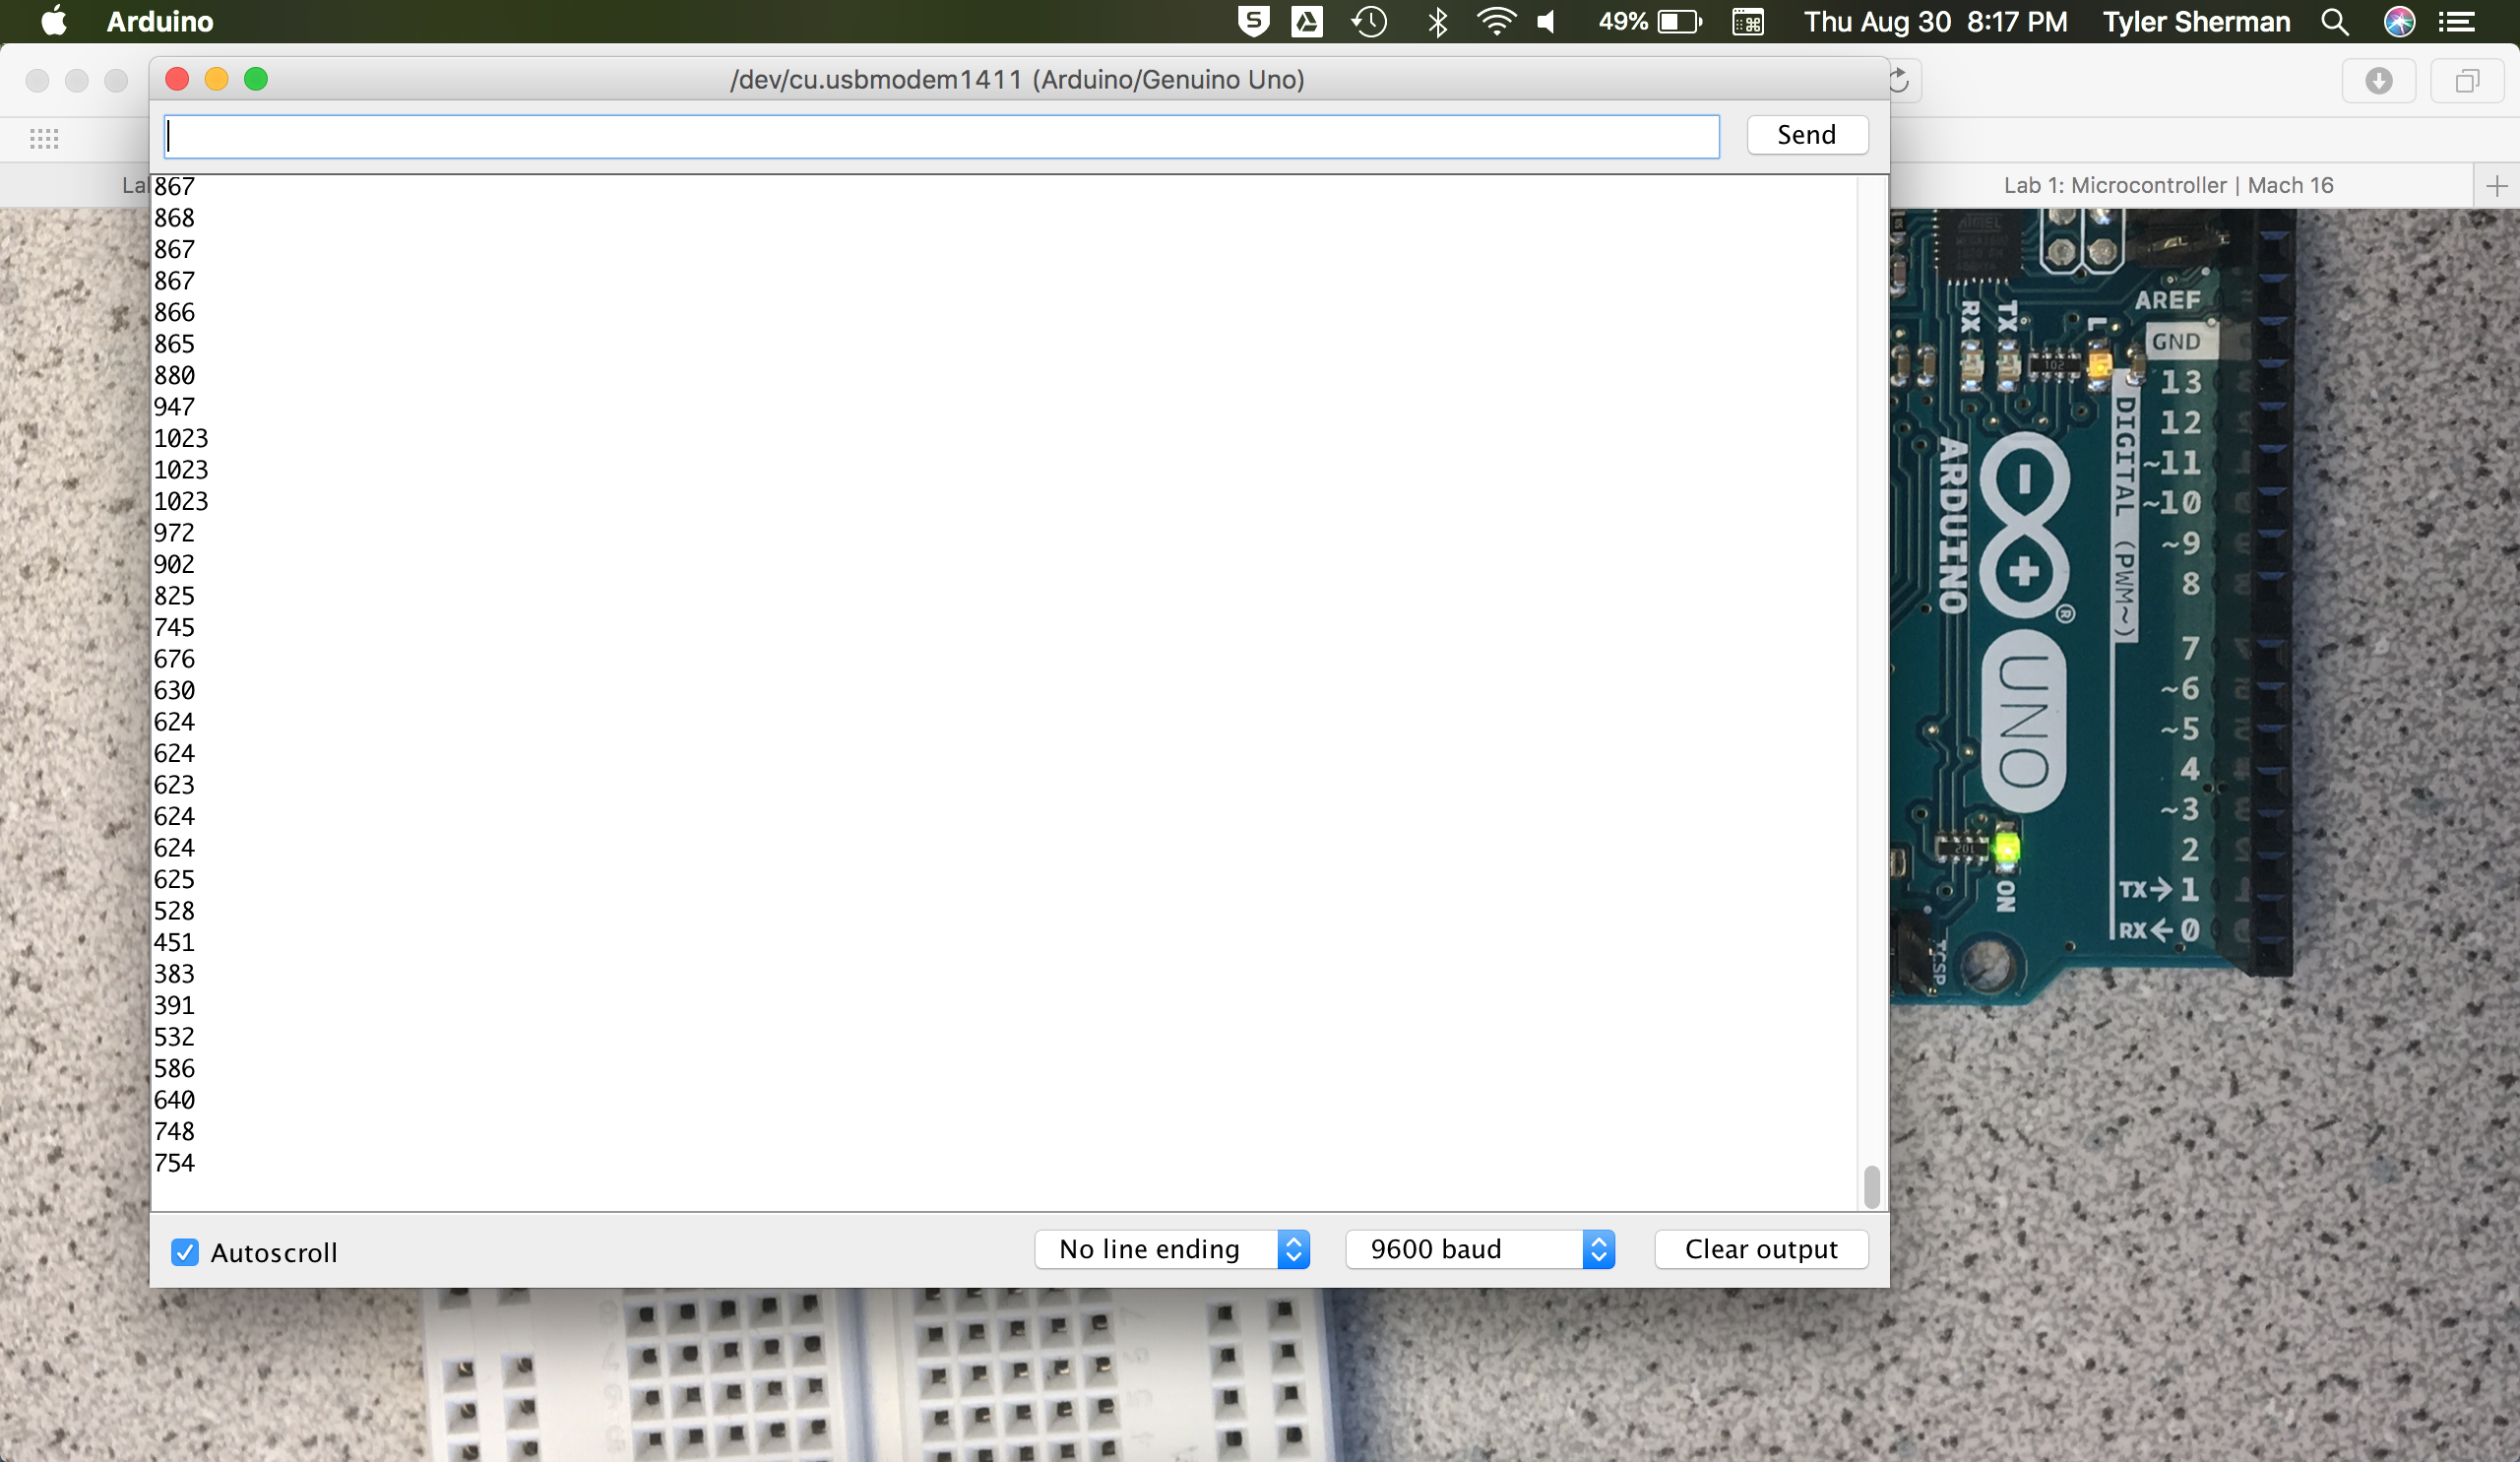 Arduino
49%
Thu Aug 30 8:17 PM
Tyler Sherman
/dev/cu.usbmodem1411 (Arduino/Genuino Uno)
Send
Lab 1: Microcontroller | Mach 16
867
868
867
867
866
865
880
947
1023
1023
1023
972
902
825
745
676
630
624
624
623
624
624
625
528
451
383
391
532
586
640
748
754
Autoscroll
No line ending
9600 baud
Clear output
AREF
GND
RX
TX
L
102
13
12
~11
~10
~9
8
7
~6
~5
4
~3
2
TX→1
RX←0
DIGITAL (PWM~)
ARDUINO
UNO
ON